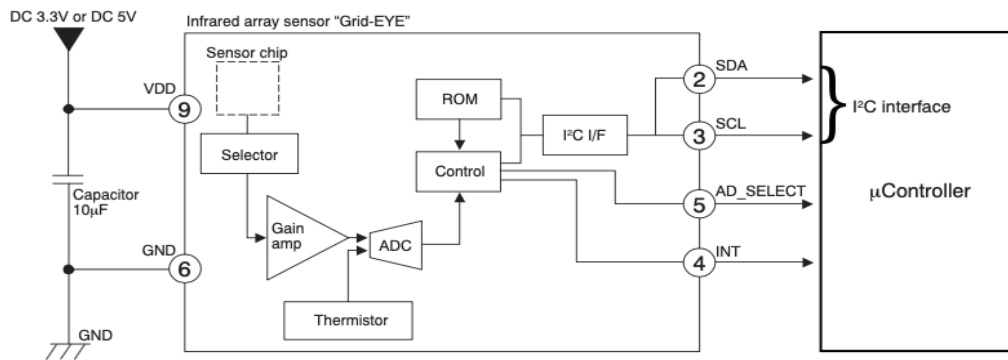 DC 3.3V or DC 5V
Infrared array sensor “Grid-EYE”
Sensor chip
VDD
9
ROM
2
SDA
I²C interface
I²C I/F
3
SCL
Selector
Control
Capacitor
10µF
Gain
amp
ADC
5
AD_SELECT
µController
GND
6
4
INT
Thermistor
GND